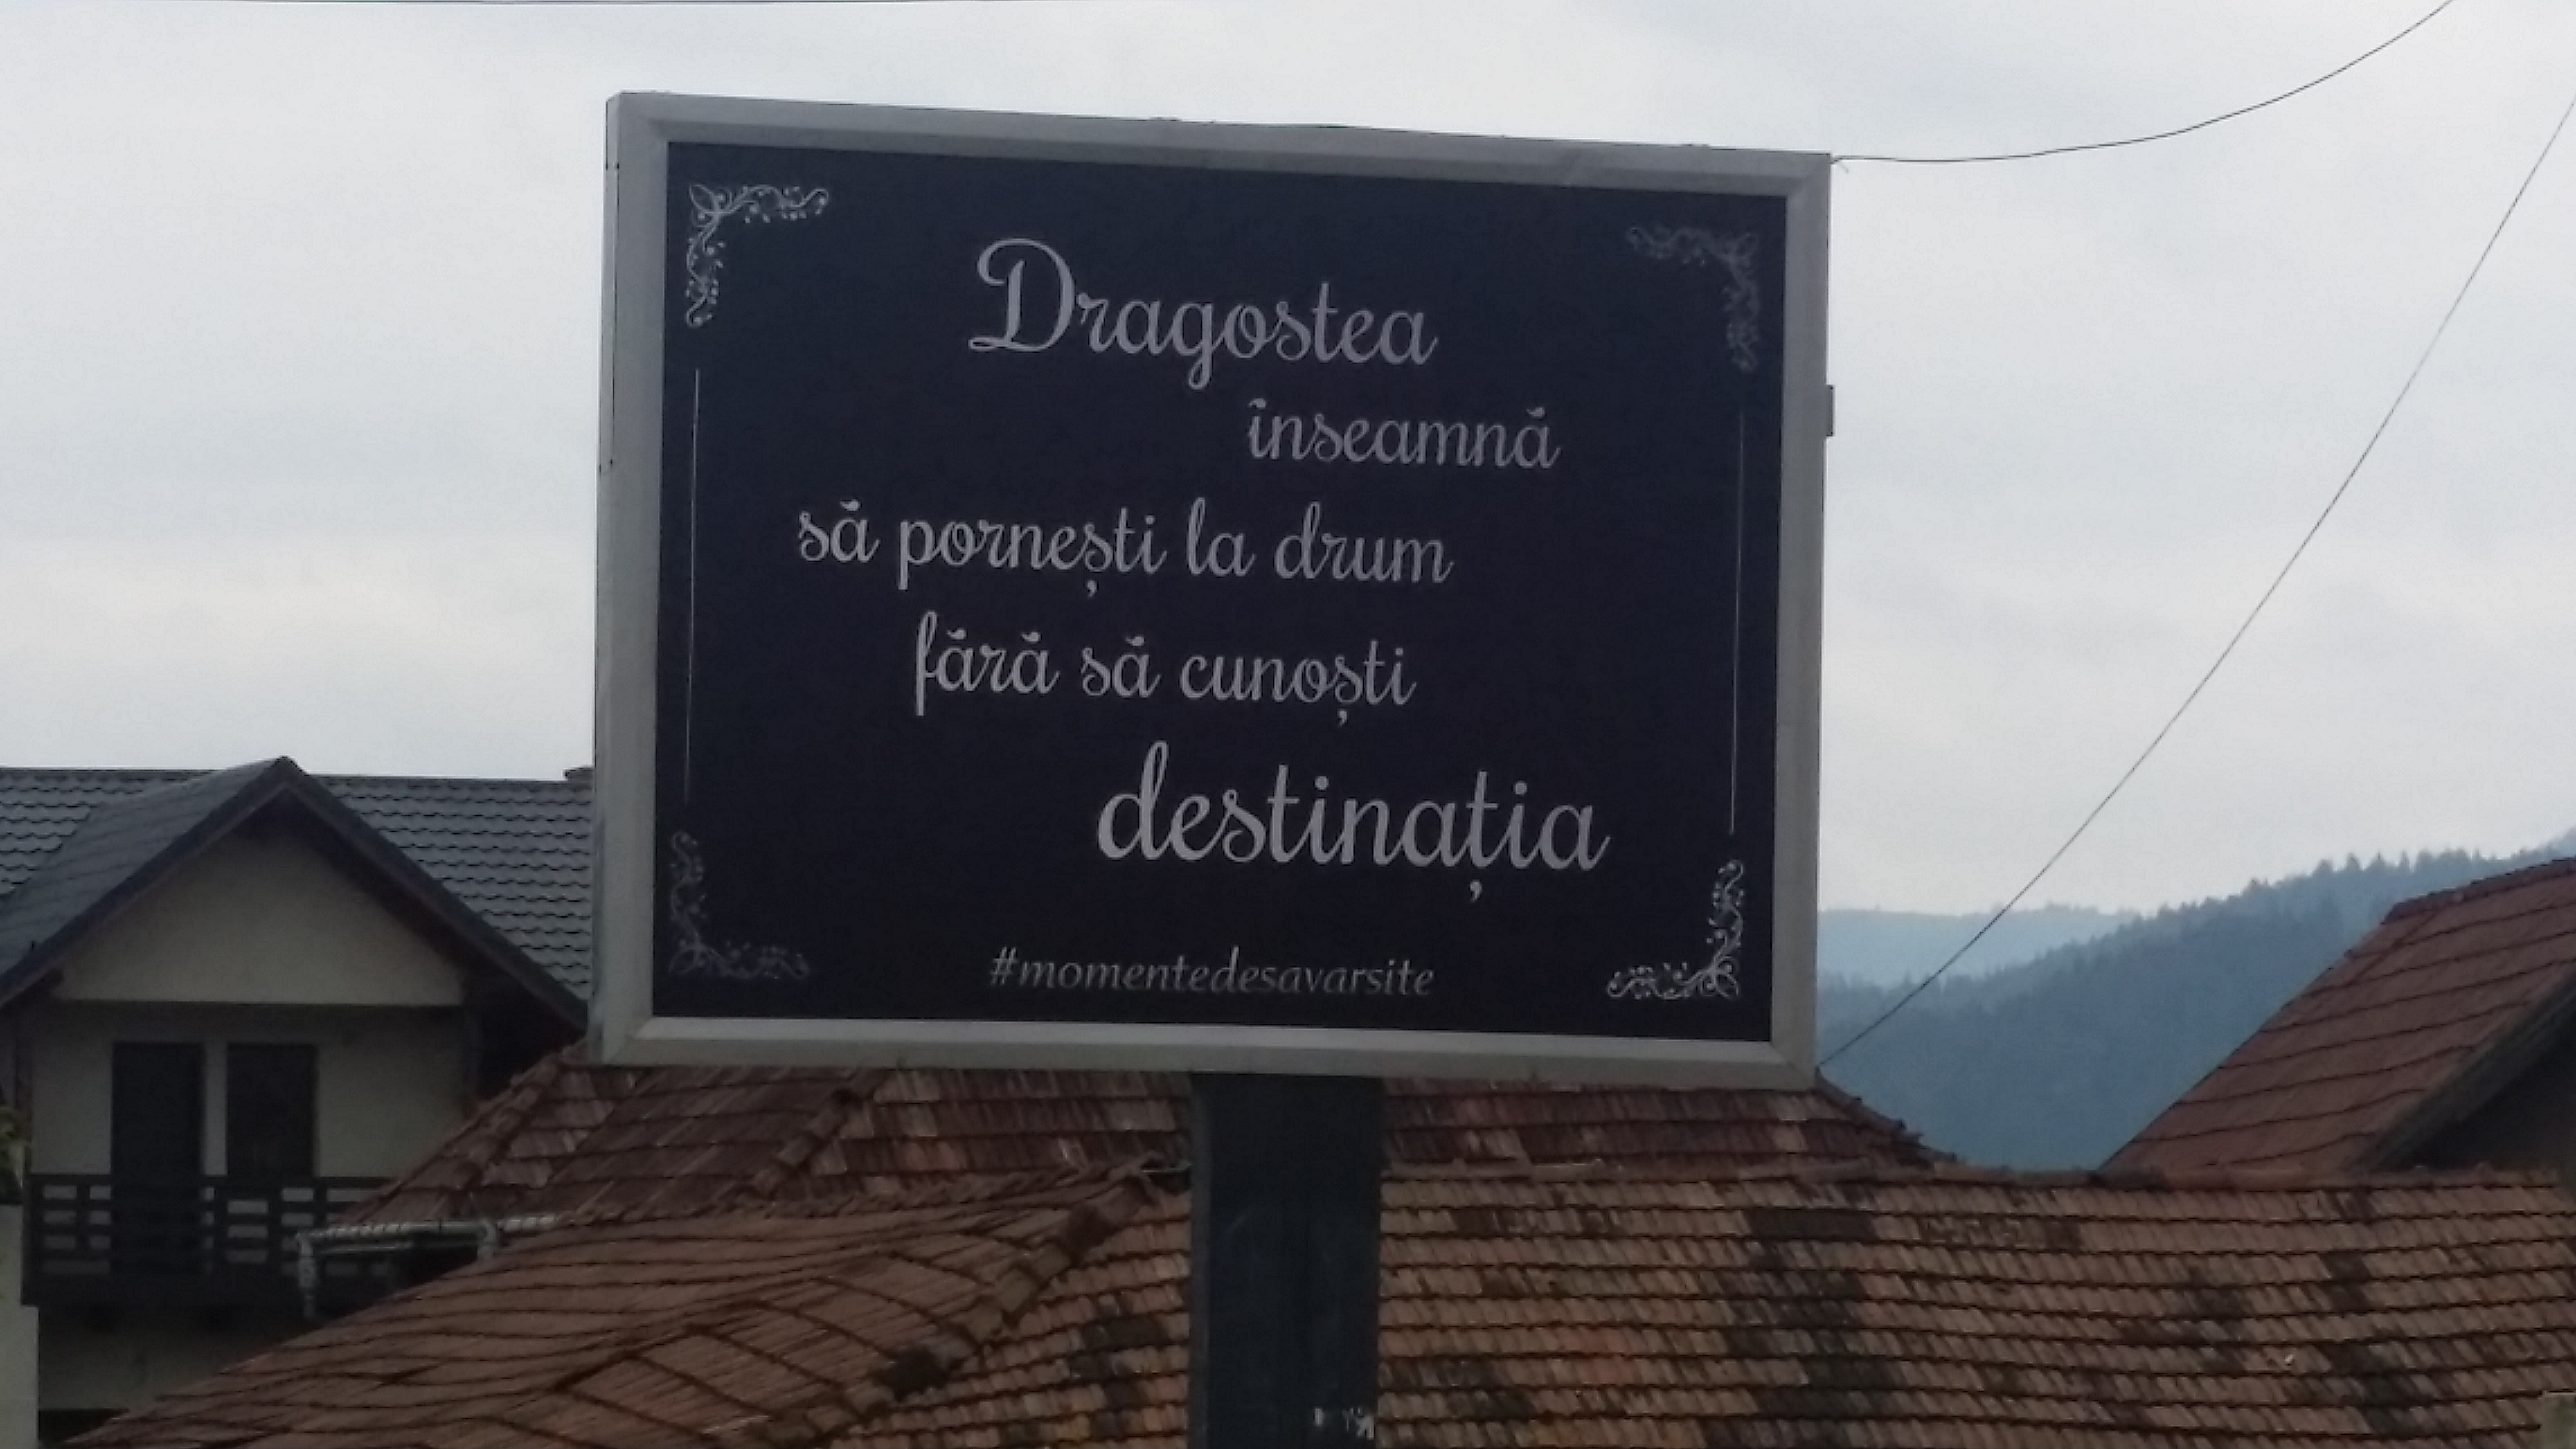 Dragostea
înseamnă
să pornești la drum
fără să cunoști
destinația
#momentedesavarsite